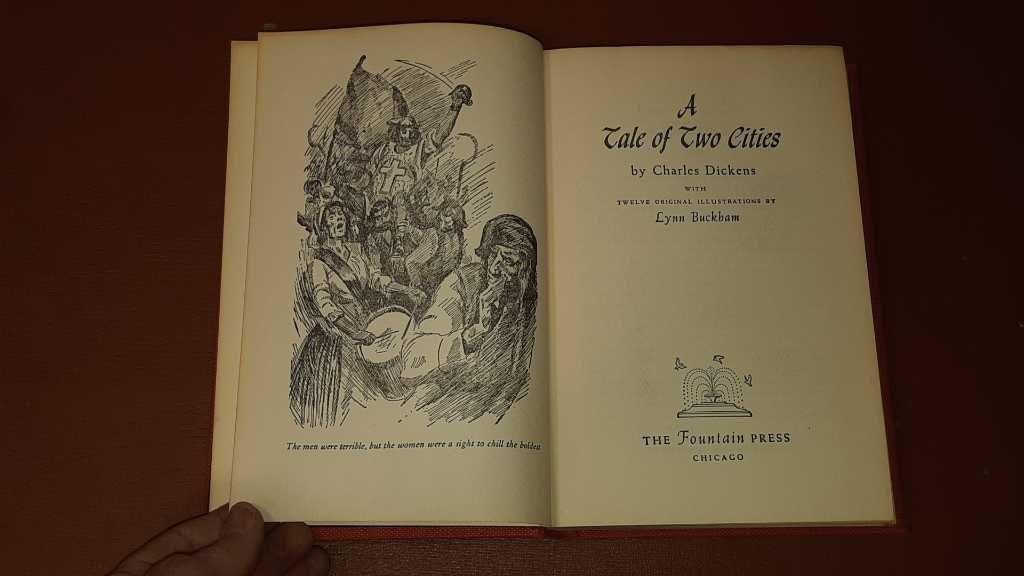 The men were terrible, but the women were a sight to chill the boldest
A
Tale of Two Cities
by Charles Dickens
WITH
TWELVE ORIGINAL ILLUSTRATIONS BY
Lynn Buckham
THE Fountain PRESS
CHICAGO